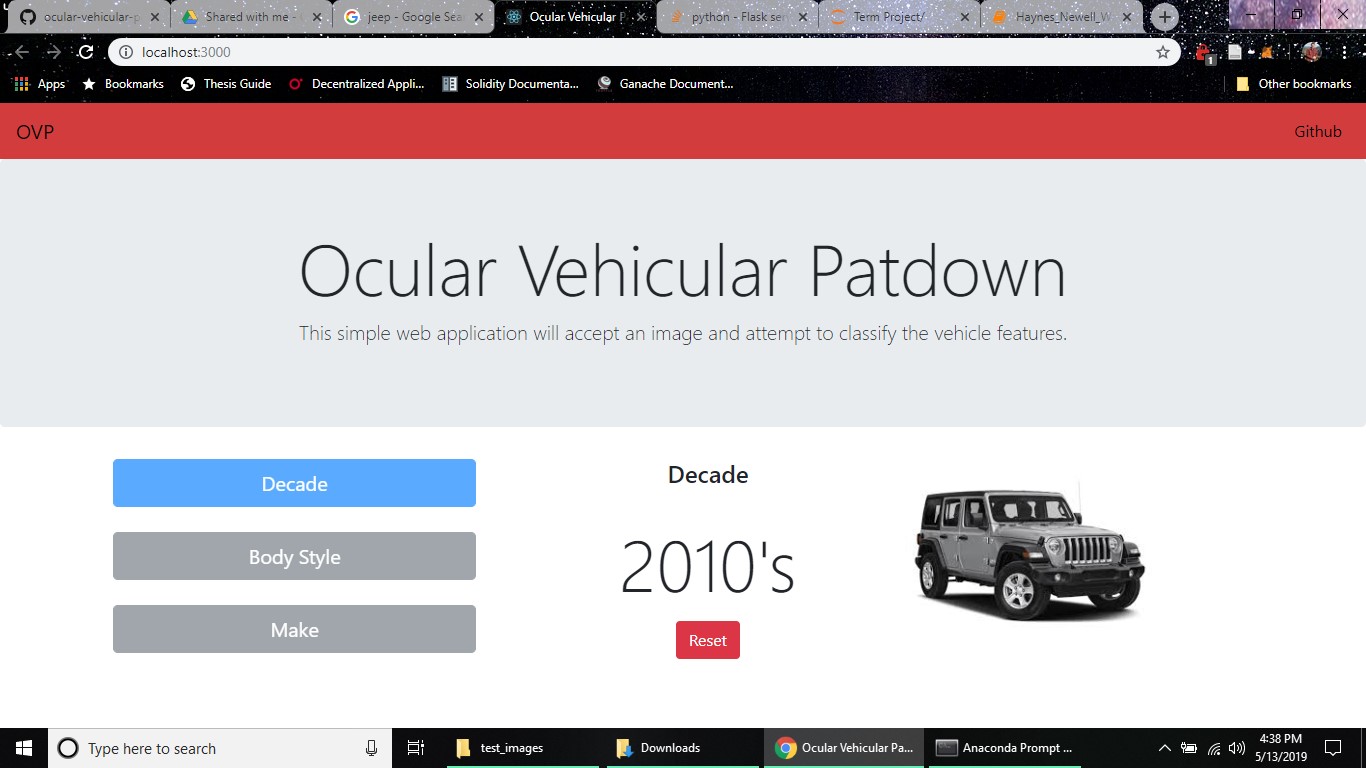 ocular-vehicular-p
Shared with me -
jeep - Google Sea
Ocular Vehicular P
python - Flask se
Term Project/
Haynes_Newell_W
localhost:3000
1
Apps
Bookmarks
Thesis Guide
Decentralized Appli...
Solidity Documenta...
Ganache Document...
Other bookmarks
OVP
Github
Ocular Vehicular Patdown
This simple web application will accept an image and attempt to classify the vehicle features.
Decade
Body Style
Make
Decade
2010's
Reset
Type here to search
test_images
Downloads
Ocular Vehicular Pa...
Anaconda Prompt ...
4:38 PM
5/13/2019